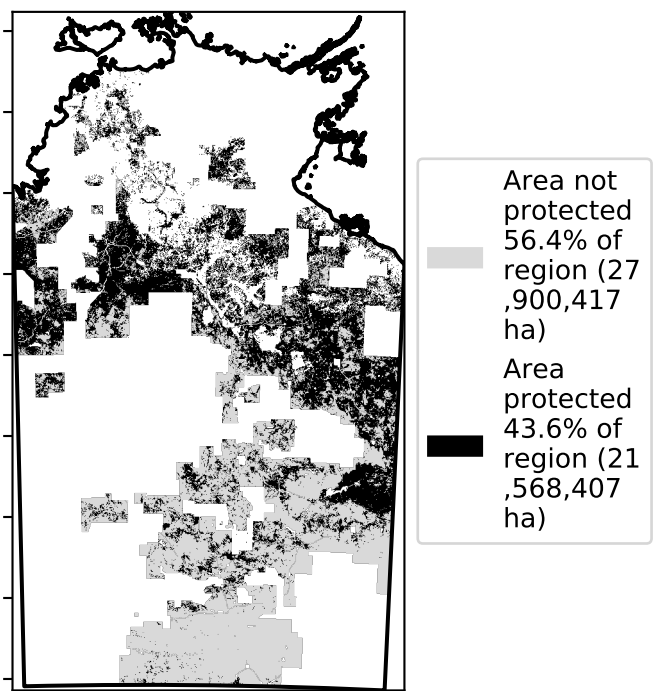 Area not
protected
56.4% of
region (27
,900,417
ha)
Area
protected
43.6% of
region (21
,568,407
ha)